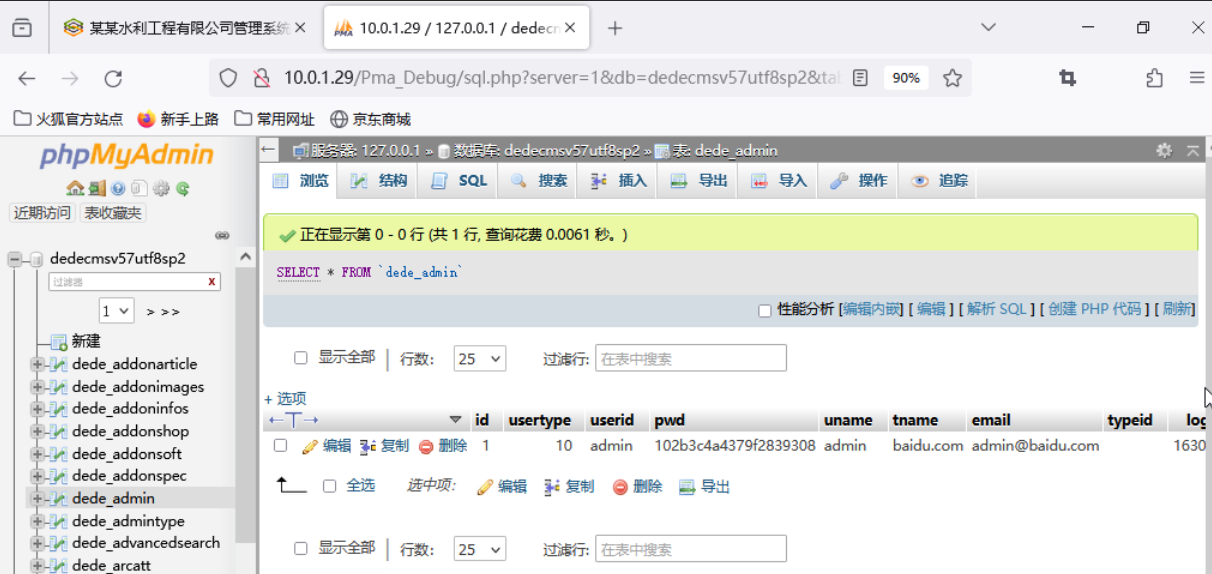 某某水利工程有限公司管理系统
10.0.1.29 / 127.0.0.1 / dedecm
10.0.1.29/Pma_Debug/sql.php?server=1&db=dedecmsv57utf8sp2&tal
90%
火狐官方站点 新手上路 常用网址 京东商城
phpMyAdmin
近期访问 表收藏夹
dedecmsv57utf8sp2
过滤器 X
1 > >>
新建
dede_addonarticle
dede_addonimages
dede_addoninfos
dede_addonshop
dede_addonsoft
dede_addonspec
dede_admin
dede_admintype
dede_advancedsearch
dede_arcatt
服务器: 127.0.0.1 » 数据库: dedecmsv57utf8sp2 » 表: dede_admin
浏览 结构 SQL 搜索 插入 导出 导入 操作 追踪
正在显示第 0 - 0 行 (共 1 行, 查询花费 0.0061 秒。)
SELECT * FROM `dede_admin`
性能分析 [编辑内嵌] [ 编辑 ] [ 解析 SQL ] [ 创建 PHP 代码 ] [ 刷新]
显示全部 | 行数: 25 过滤行: 在表中搜索
+ 选项
←T→ id usertype userid pwd uname tname email typeid log
编辑 复制 删除 1 10 admin 102b3c4a4379f2839308 admin baidu.com admin@baidu.com 1630
全选 选中项: 编辑 复制 删除 导出
显示全部 | 行数: 25 过滤行: 在表中搜索